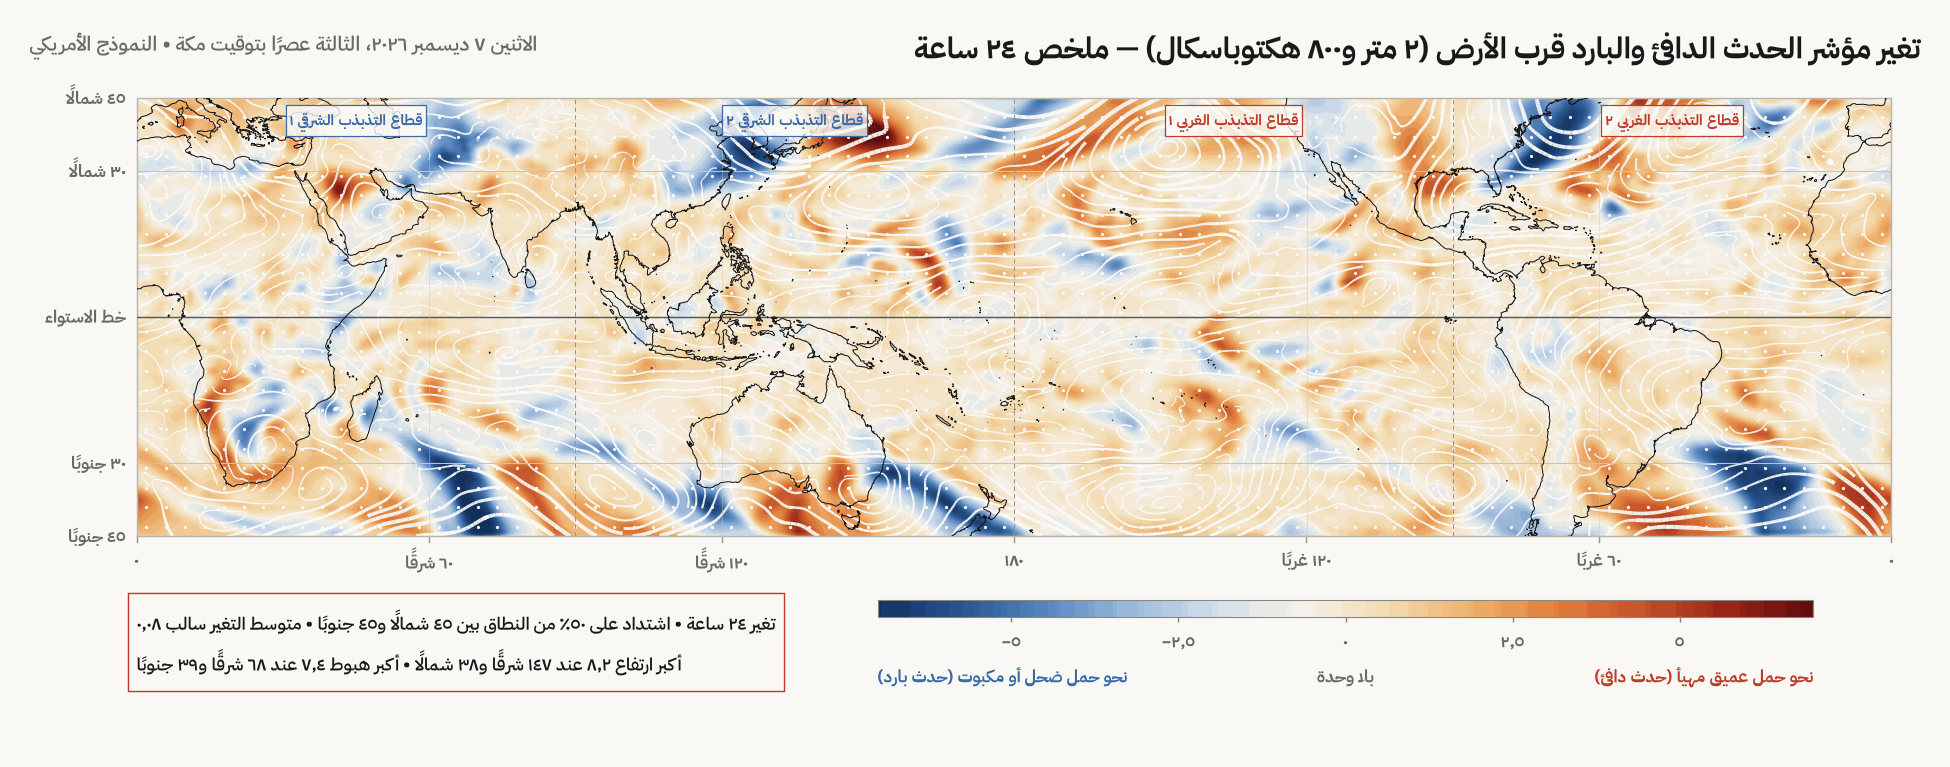 تغير مؤشر الحدث الدافئ والبارد قرب الأرض (٢ متر و٨٠٠ هكتوباسكال) — ملخص ٢٤ ساعة
الاثنين ٧ ديسمبر ٢٠٢٦، الثالثة عصرًا بتوقيت مكة • النموذج الأمريكي
قطاع التذبذب الشرقي ١
قطاع التذبذب الشرقي ٢
قطاع التذبذب الغربي ١
قطاع التذبذب الغربي ٢
٤٥ شمالًا
٣٠ شمالًا
خط الاستواء
٣٠ جنوبًا
٤٥ جنوبًا
٠
٦٠ شرقًا
١٢٠ شرقًا
١٨٠
١٢٠ غربًا
٦٠ غربًا
٠
تغير ٢٤ ساعة • اشتداد على ٥٠٪ من النطاق بين ٤٥ شمالًا و٤٥ جنوبًا • متوسط التغير سالب ٠٫٠٨
أكبر ارتفاع ٨٫٢ عند ١٤٧ شرقًا و٣٨ شمالًا • أكبر هبوط ٧٫٤ عند ٦٨ شرقًا و٣٩ جنوبًا
−٥
−٢٫٥
٠
٢٫٥
٥
نحو حمل ضحل أو مكبوت (حدث بارد)
بلا وحدة
نحو حمل عميق مهيأ (حدث دافئ)